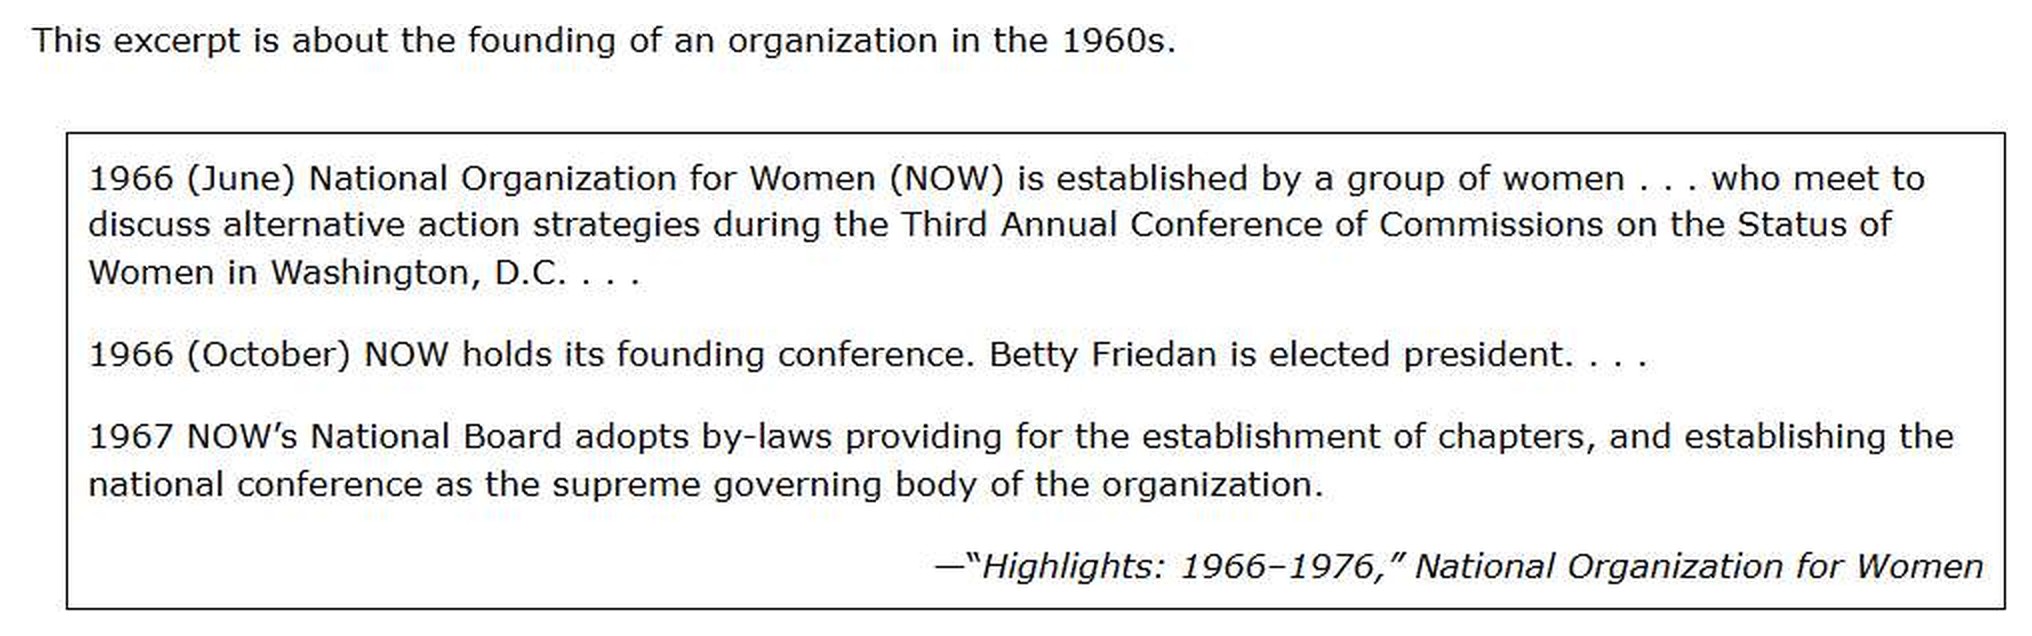 This excerpt is about the founding of an organization in the 1960s.
1966 (June) National Organization for Women (NOW) is established by a group of women . . . who meet to
discuss alternative action strategies during the Third Annual Conference of Commissions on the Status of
Women in Washington, D.C. . . .
1966 (October) NOW holds its founding conference. Betty Friedan is elected president. . . .
1967 NOW’s National Board adopts by-laws providing for the establishment of chapters, and establishing the
national conference as the supreme governing body of the organization.
—“Highlights: 1966–1976,” National Organization for Women